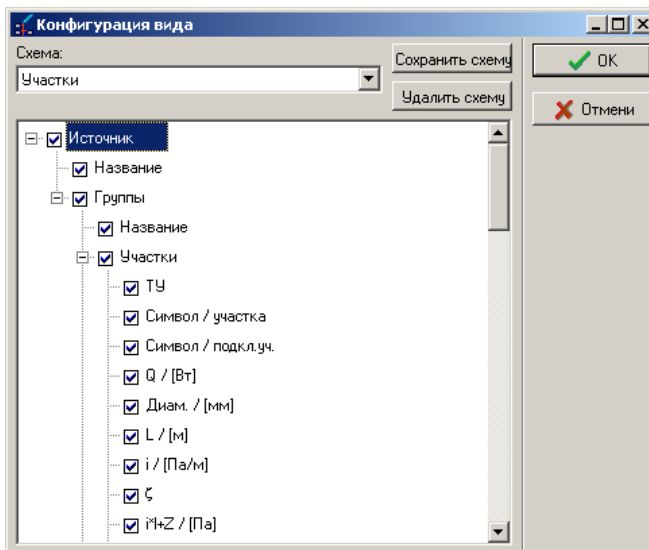 Конфигурация вида
Схема:
Участки
Сохранить схему
Удалить схему
OK
Отмени
Источник
Название
Группы
Название
Участки
ТУ
Символ / участка
Символ / подкл.уч.
Q / [Вт]
Диам. / [мм]
L / [м]
i / [Па/м]
ζ
i*l+Z / [Па]